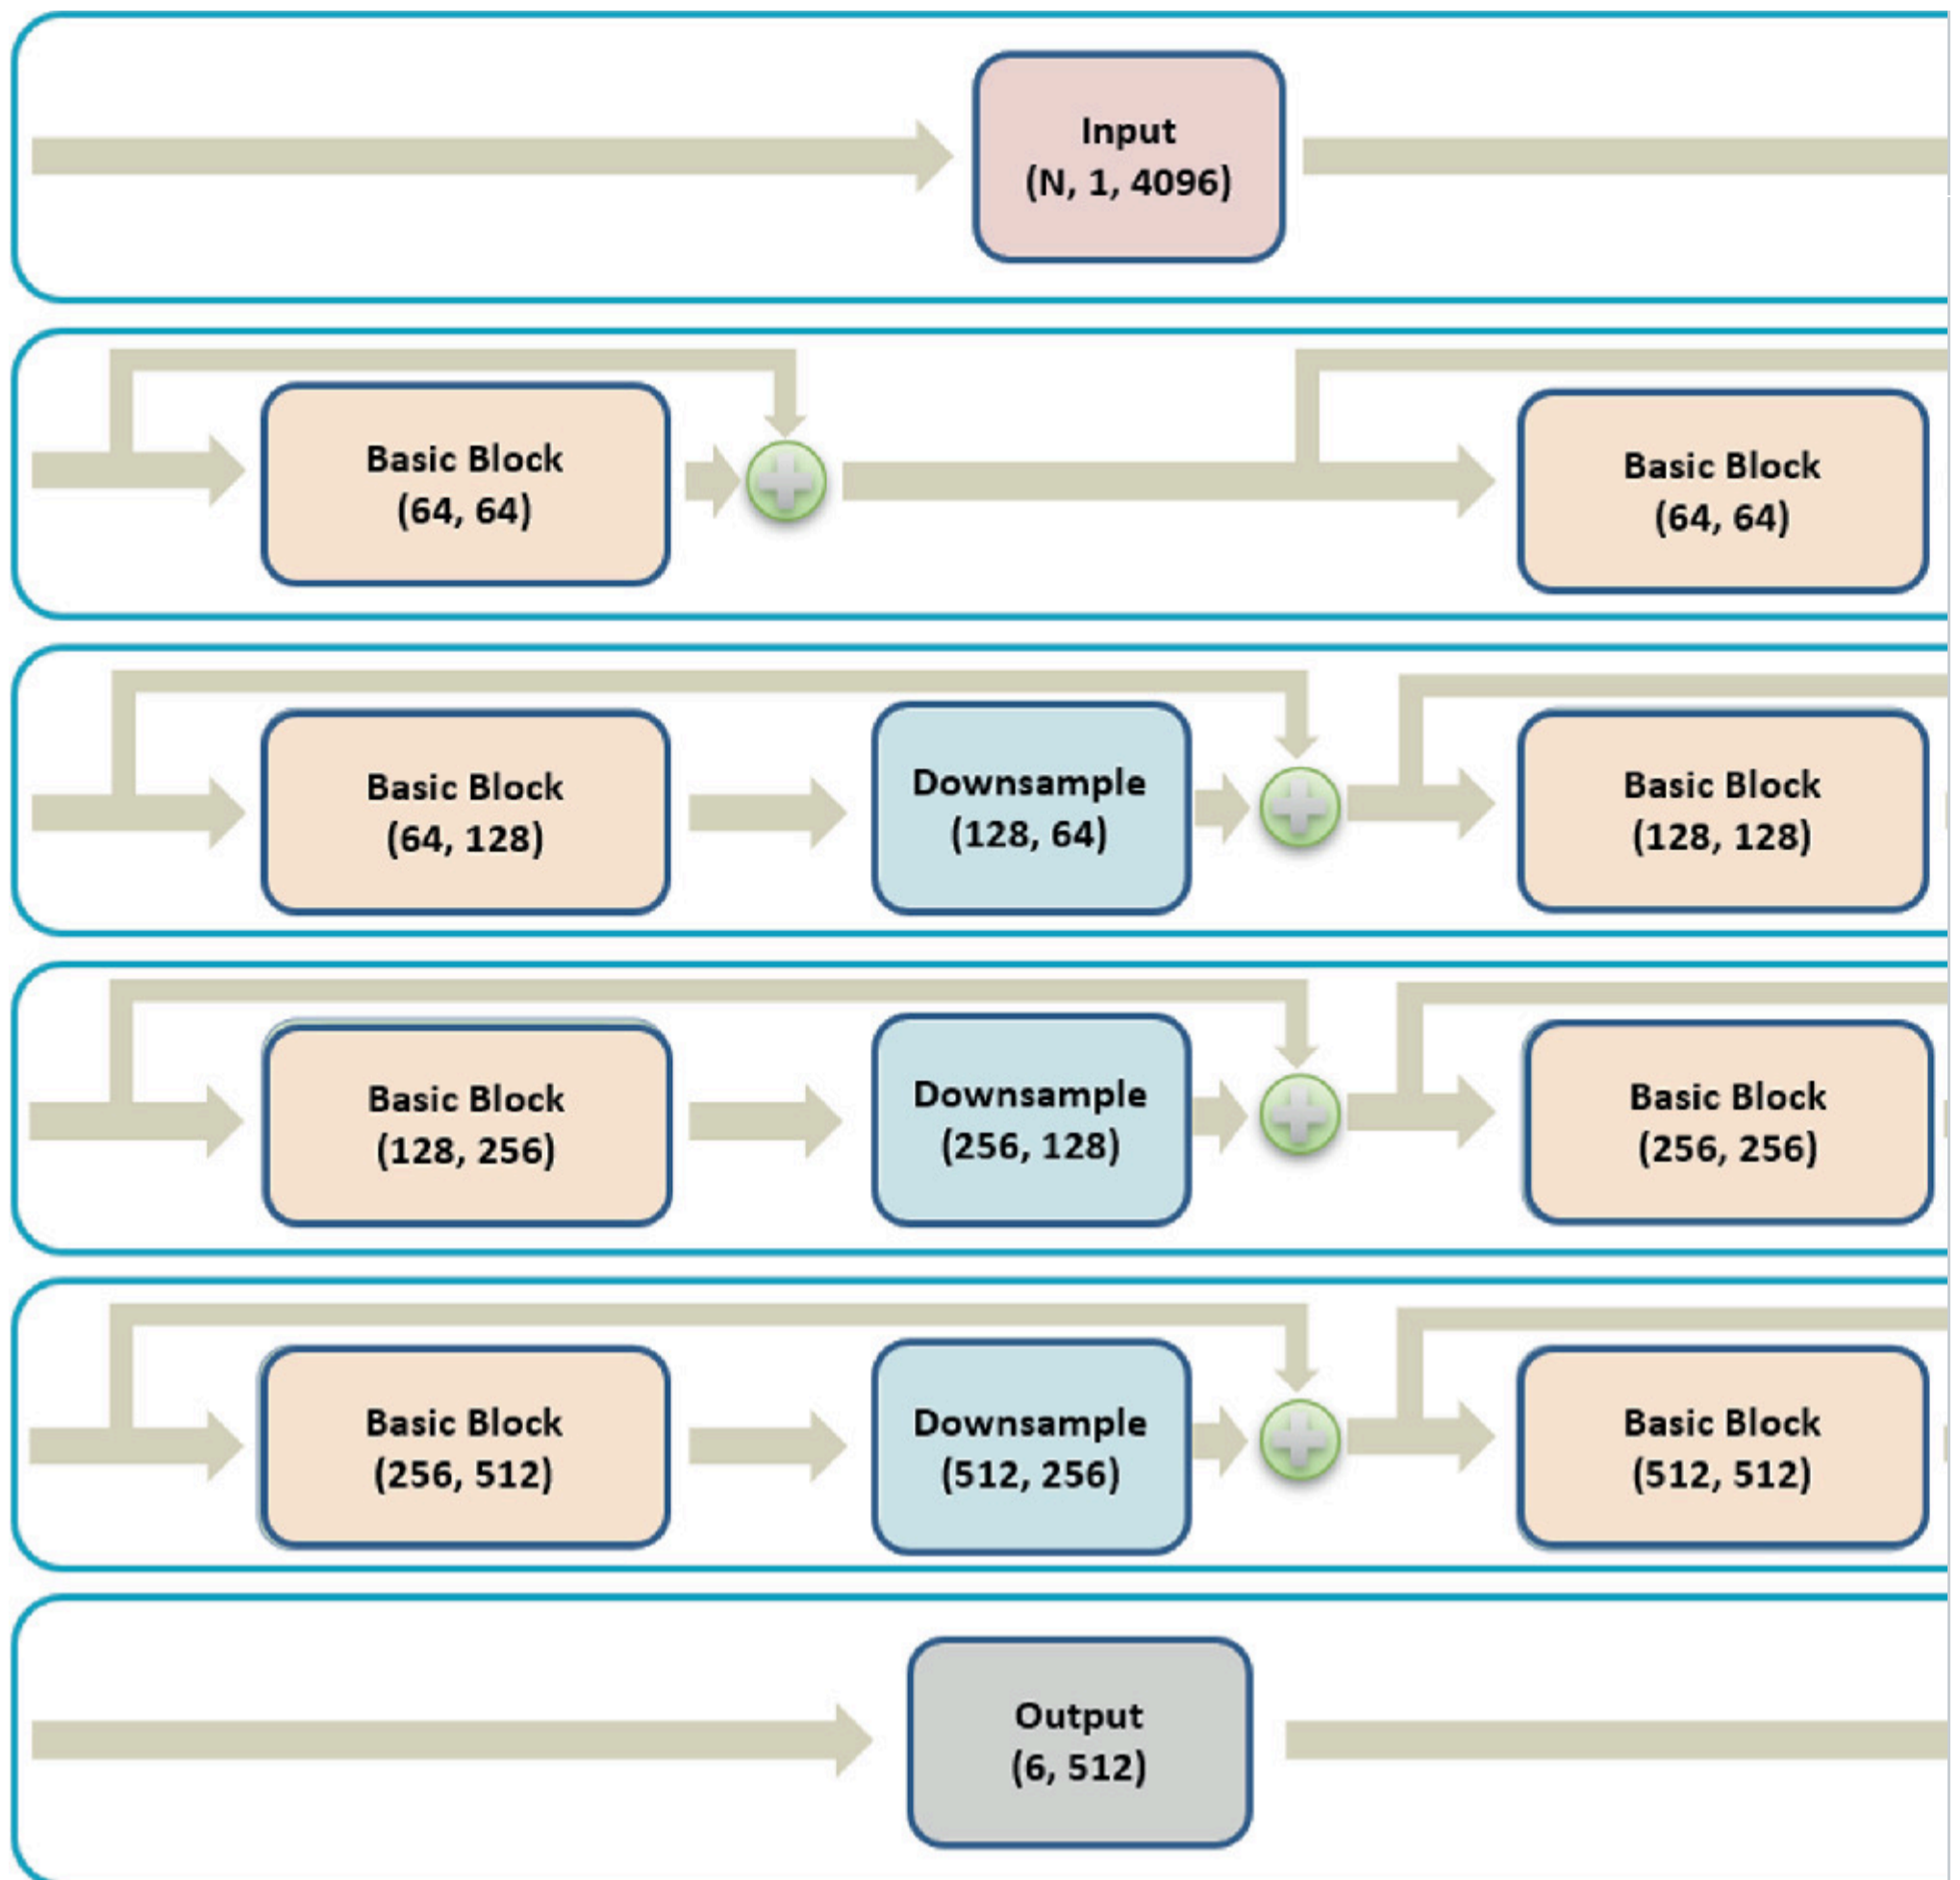 Input
(N, 1, 4096)
Basic Block
(64, 64)
Basic Block
(64, 64)
Basic Block
(64, 128)
Downsample
(128, 64)
Basic Block
(128, 128)
Basic Block
(128, 256)
Downsample
(256, 128)
Basic Block
(256, 256)
Basic Block
(256, 512)
Downsample
(512, 256)
Basic Block
(512, 512)
Output
(6, 512)